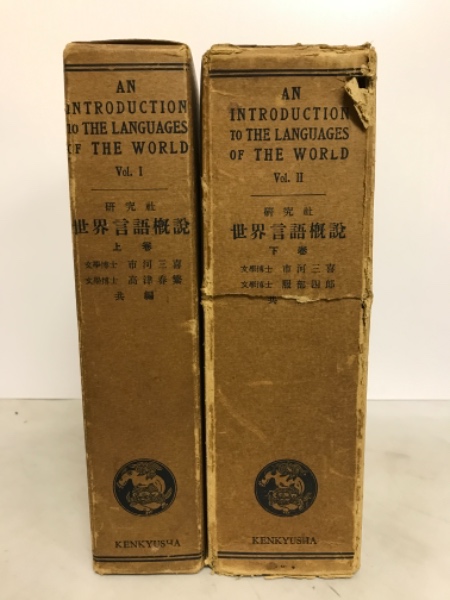 AN
INTRODUCTION
TO THE LANGUAGES
OF THE WORLD
Vol. I
研究社
世界言語概説
上巻
文學博士 市河三喜
文學博士 高津春繁
共編
KENKYUSHA
AN
INTRODUCTION
TO THE LANGUAGES
OF THE WORLD
Vol. II
研究社
世界言語概説
下巻
文學博士 市河三喜
文學博士 服部四郎
共
KENKYUSHA